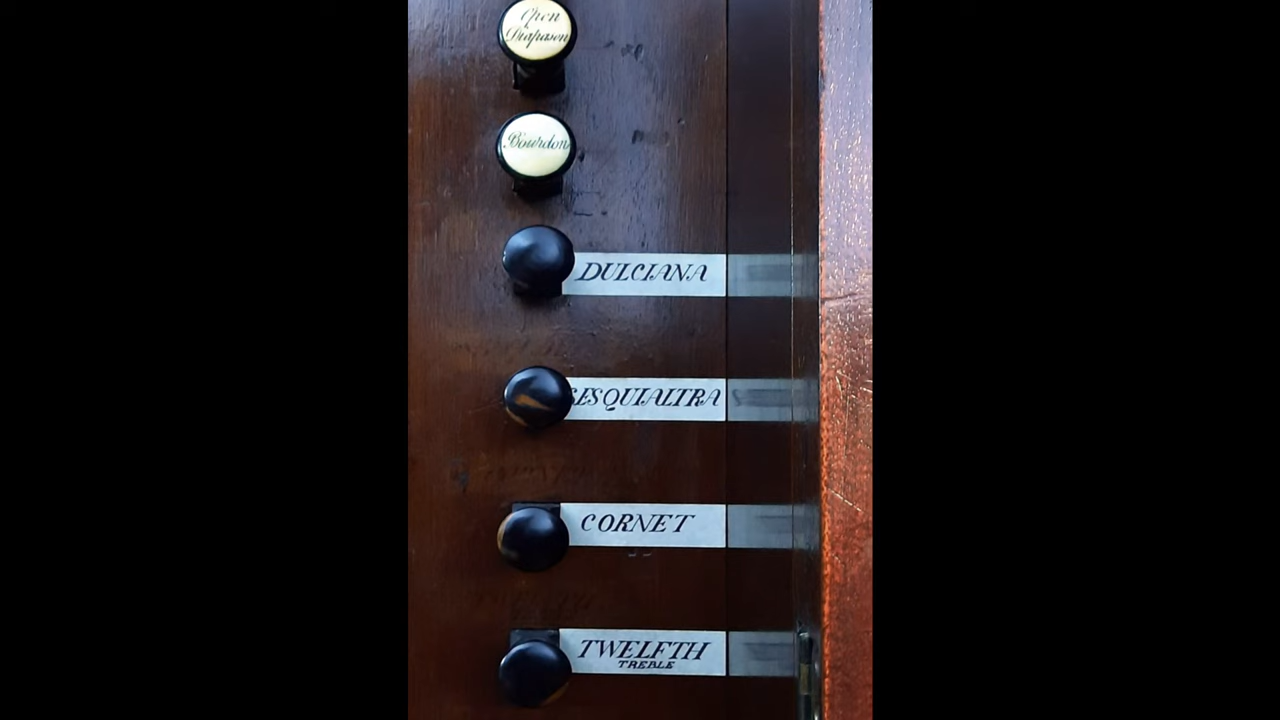 Open
Diapason
Bourdon
DULCIANA
SESQUIALTRA
CORNET
TWELFTH
TREBLE